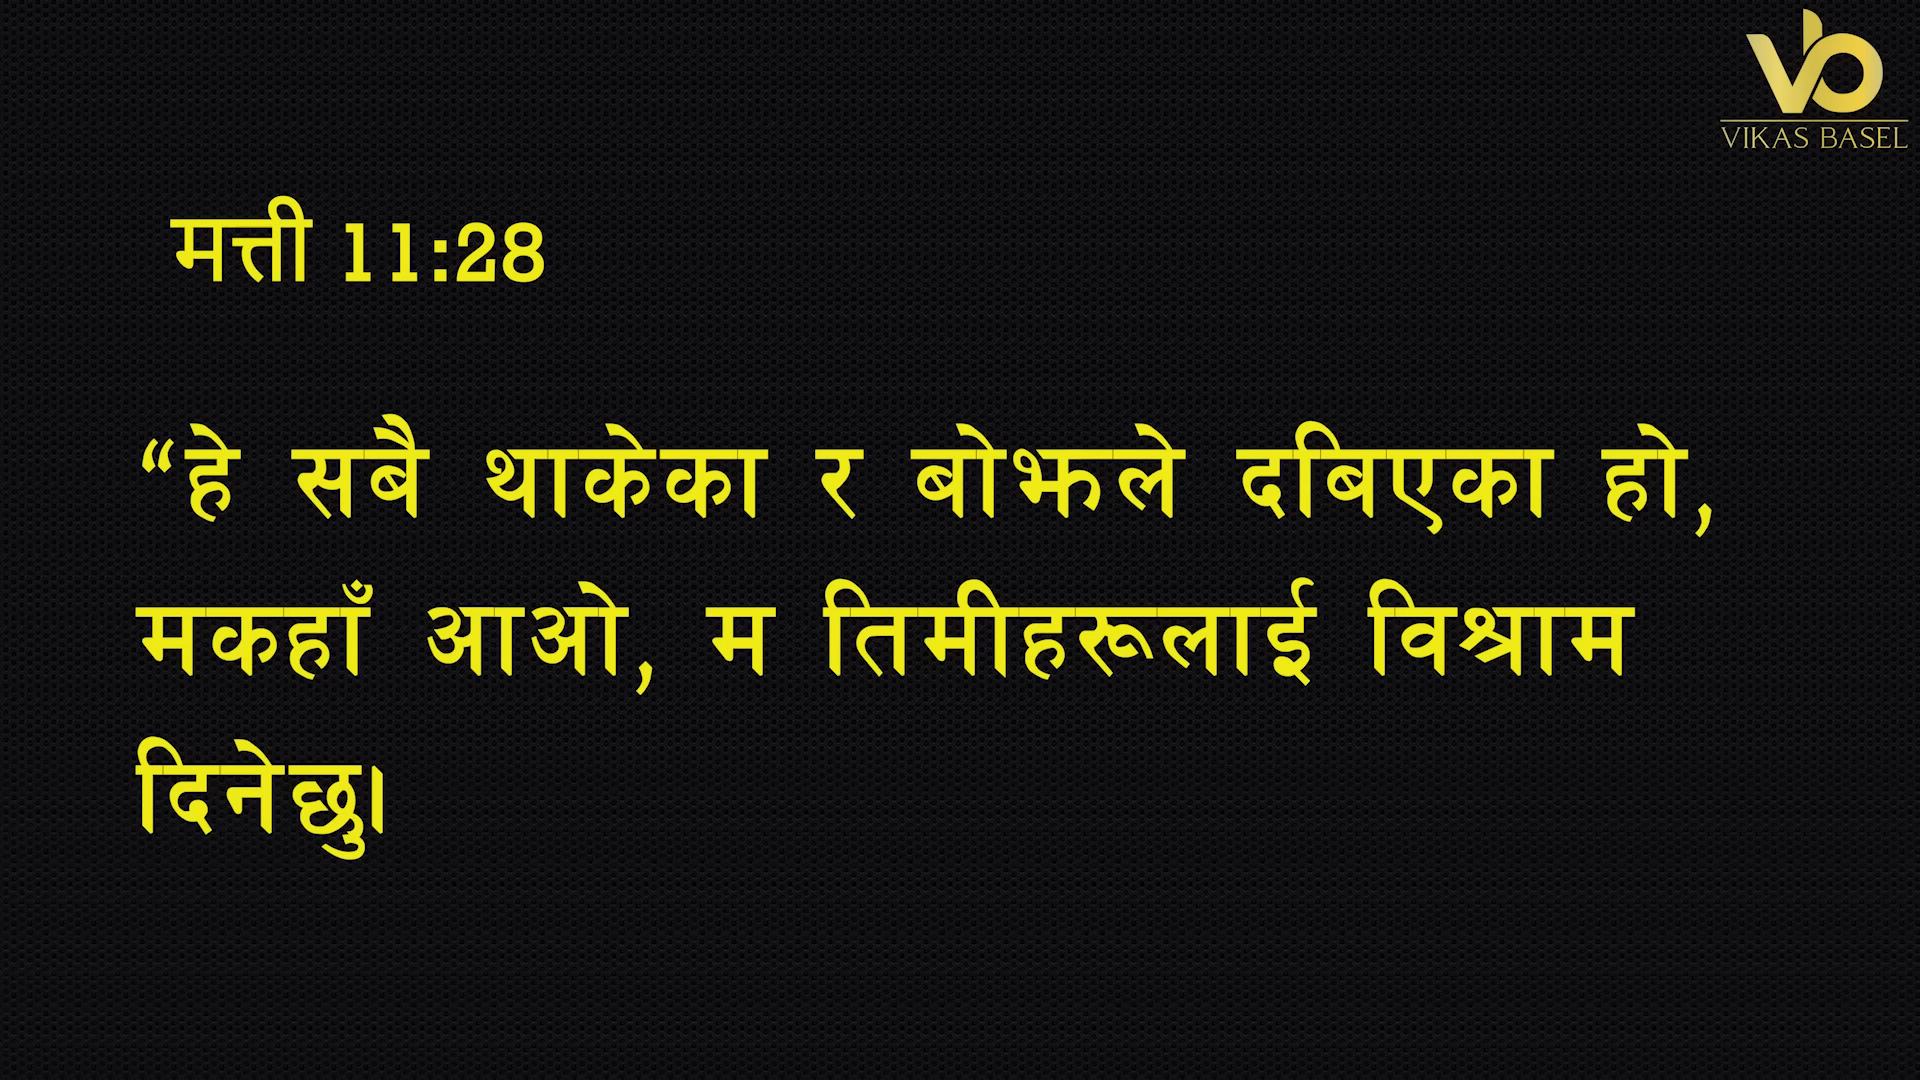 VIKAS BASEL
मत्ती 11:28
“हे सबै थाकेका र बोझले दबिएका हो,
मकहाँ आओ, म तिमीहरूलाई विश्राम
दिनेछु।